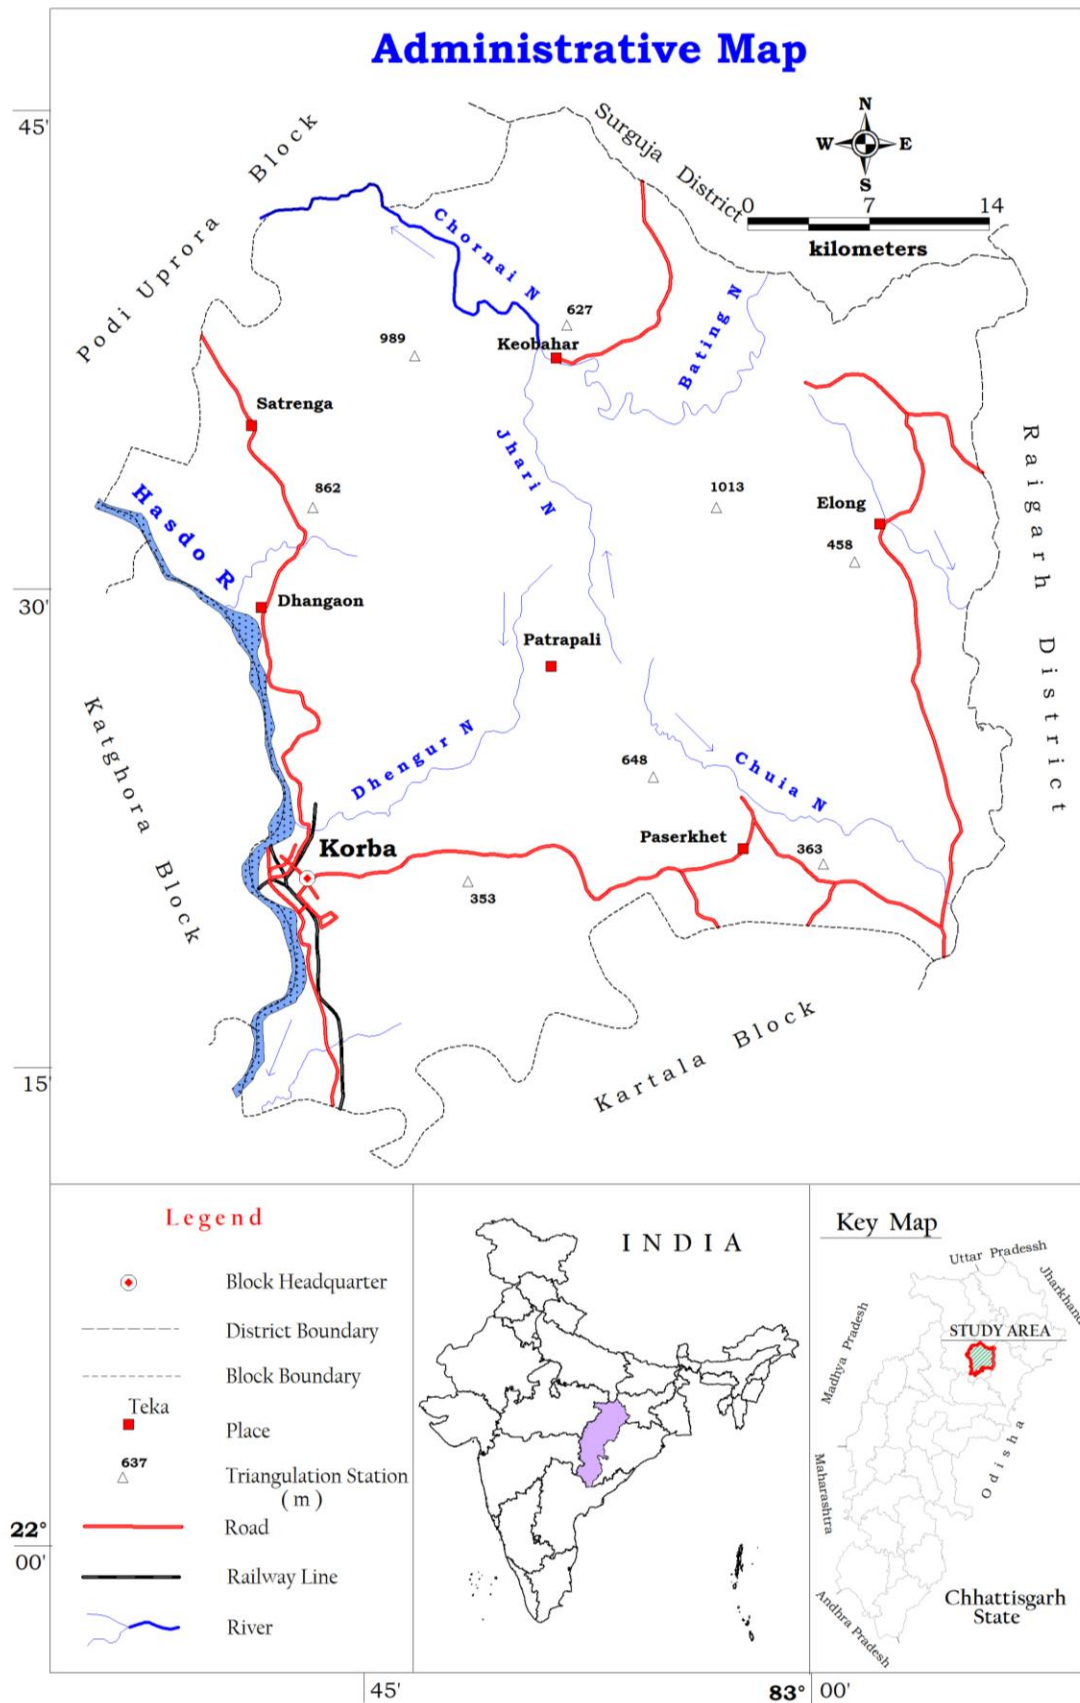 Administrative Map
45'
Podi Uprora Block
Surguja District
N
W E
S
0 7 14
kilometers
Chornai N
Bating N
627
989
Keobahar
Satrenga
Jhari N
Raigarh District
862
1013
Hasdo R
Elong
458
30'
Dhangaon
Patrapali
Katghora Block
Dhengur N
648
Chuia N
Paserkhet
363
Korba
353
Kartala Block
15'
Legend
Block Headquarter
District Boundary
Block Boundary
Teka
Place
637
Triangulation Station
( m )
Road
Railway Line
River
22°
00'
INDIA
Key Map
Uttar Pradessh
Jharkhand
Madhya Pradesh
STUDY AREA
Odisha
Maharashtra
Andhra Pradesh
Chhattisgarh
State
45'
83° 00'